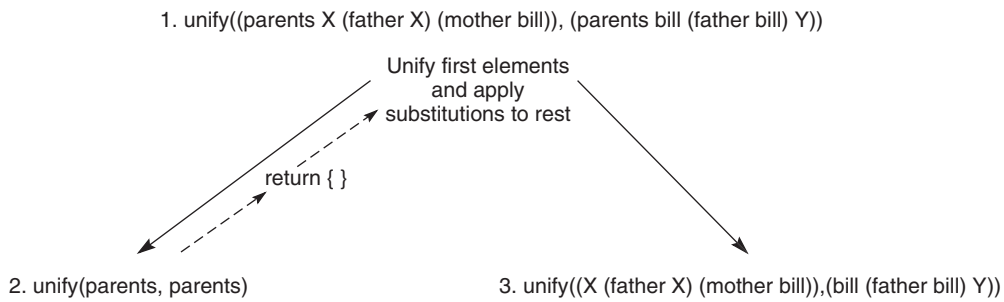 1. unify((parents X (father X) (mother bill)), (parents bill (father bill) Y))
Unify first elements
and apply
substitutions to rest
return { }
2. unify(parents, parents)
3. unify((X (father X) (mother bill)),(bill (father bill) Y))